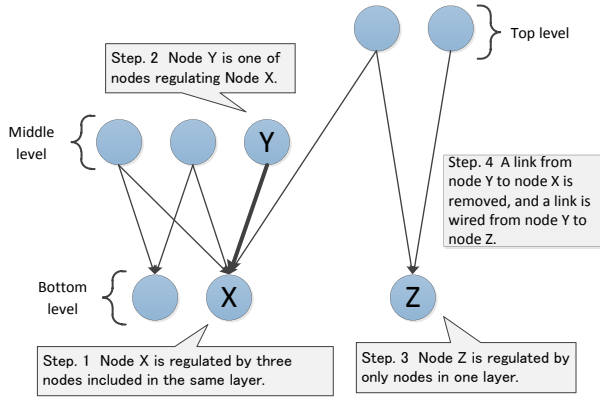 Top level
Step. 2 Node Y is one of
nodes regulating Node X.
Middle
level
Y
Step. 4 A link from
node Y to node X is
removed, and a link is
wired from node Y to
node Z.
Bottom
level
X
Z
Step. 1 Node X is regulated by three
nodes included in the same layer.
Step. 3 Node Z is regulated by
only nodes in one layer.